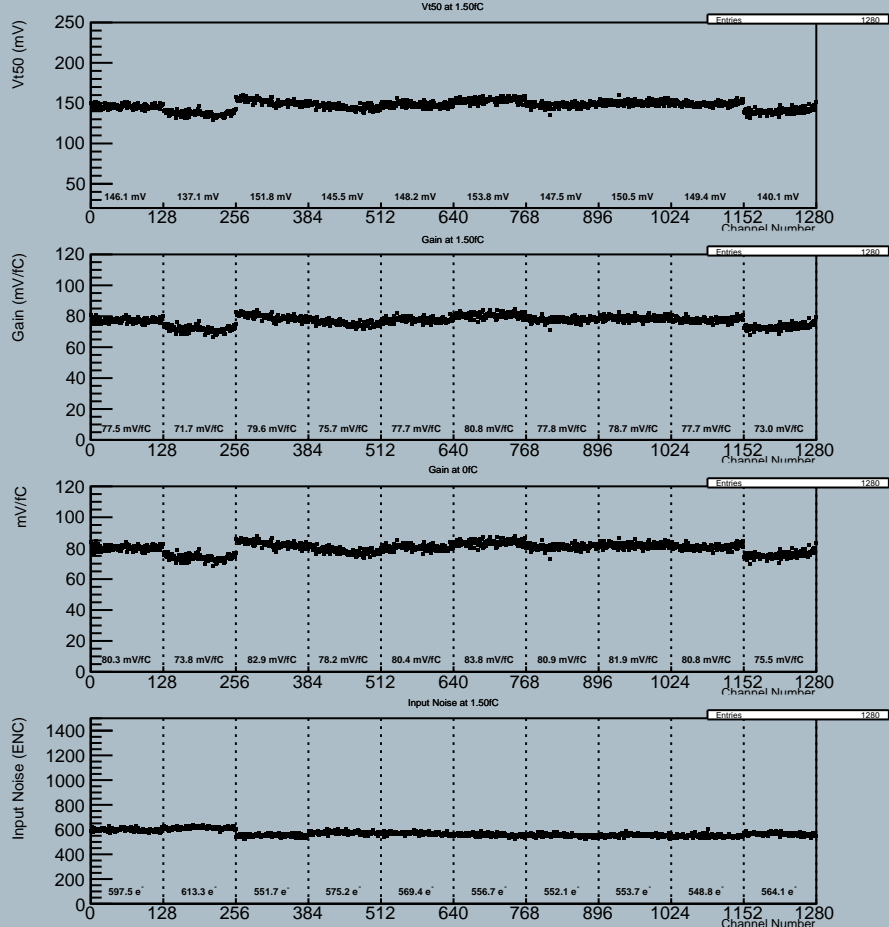 Vt50 at 1.50fC
Entries 1280
Vt50 (mV)
250
200
150
100
50
146.1 mV 137.1 mV 151.8 mV 145.5 mV 148.2 mV 153.8 mV 147.5 mV 150.5 mV 149.4 mV 140.1 mV
0 128 256 384 512 640 768 896 1024 1152 1280
Channel Number
Gain at 1.50fC
Entries 1280
Gain (mV/fC)
120
100
80
60
40
20
0
77.5 mV/fC 71.7 mV/fC 79.6 mV/fC 75.7 mV/fC 77.7 mV/fC 80.8 mV/fC 77.8 mV/fC 78.7 mV/fC 77.7 mV/fC 73.0 mV/fC
0 128 256 384 512 640 768 896 1024 1152 1280
Channel Number
Gain at 0fC
Entries 1280
mV/fC
120
100
80
60
40
20
0
80.3 mV/fC 73.8 mV/fC 82.9 mV/fC 78.2 mV/fC 80.4 mV/fC 83.8 mV/fC 80.9 mV/fC 81.9 mV/fC 80.8 mV/fC 75.5 mV/fC
0 128 256 384 512 640 768 896 1024 1152 1280
Channel Number
Input Noise at 1.50fC
Entries 1280
Input Noise (ENC)
1400
1200
1000
800
600
400
200
0
597.5 e⁻ 613.3 e⁻ 551.7 e⁻ 575.2 e⁻ 569.4 e⁻ 556.7 e⁻ 552.1 e⁻ 553.7 e⁻ 548.8 e⁻ 564.1 e⁻
0 128 256 384 512 640 768 896 1024 1152 1280
Channel Number